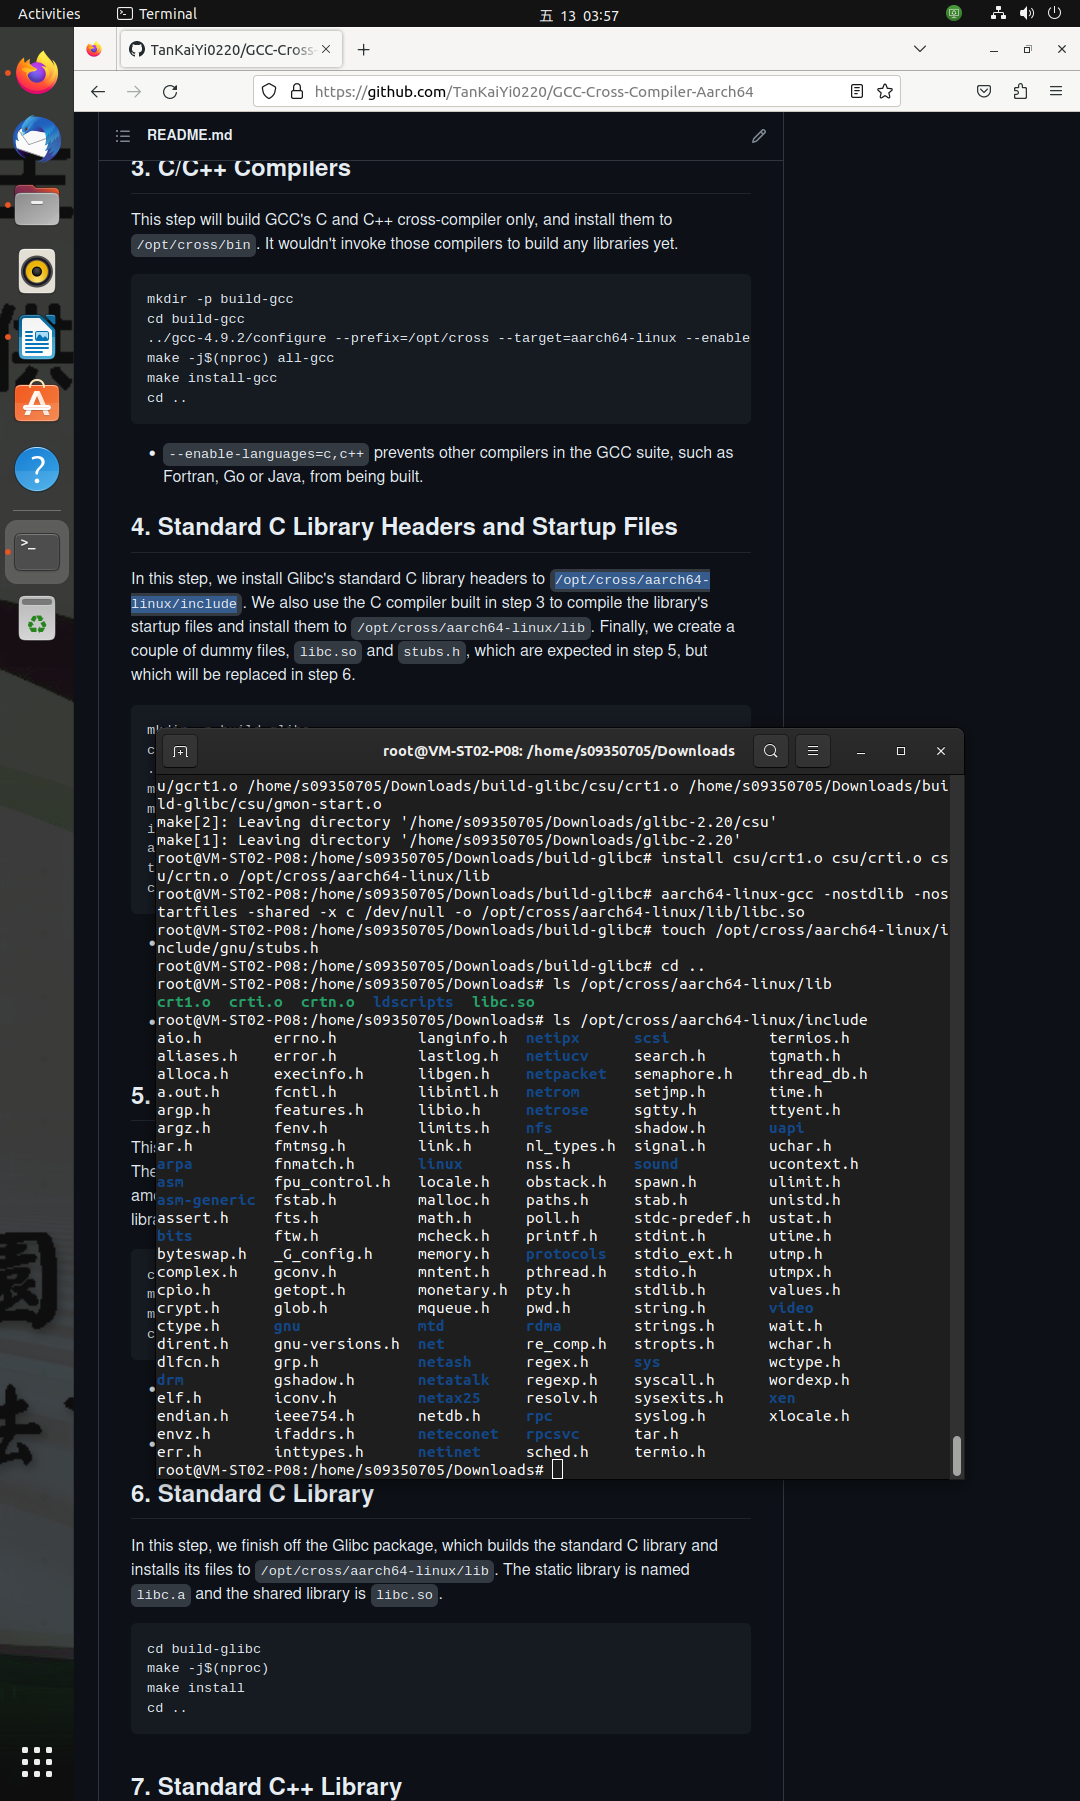 Activities
Terminal
五 13 03:57
TanKaiYi0220/GCC-Cross-
https://github.com/TanKaiYi0220/GCC-Cross-Compiler-Aarch64
README.md
3. C/C++ Compilers
This step will build GCC's C and C++ cross-compiler only, and install them to
/opt/cross/bin. It wouldn't invoke those compilers to build any libraries yet.
mkdir -p build-gcc
cd build-gcc
../gcc-4.9.2/configure --prefix=/opt/cross --target=aarch64-linux --enable
make -j$(nproc) all-gcc
make install-gcc
cd ..
• --enable-languages=c,c++ prevents other compilers in the GCC suite, such as
Fortran, Go or Java, from being built.
4. Standard C Library Headers and Startup Files
In this step, we install Glibc's standard C library headers to /opt/cross/aarch64-
linux/include. We also use the C compiler built in step 3 to compile the library's
startup files and install them to /opt/cross/aarch64-linux/lib. Finally, we create a
couple of dummy files, libc.so and stubs.h, which are expected in step 5, but
which will be replaced in step 6.
root@VM-ST02-P08: /home/s09350705/Downloads
u/gcrt1.o /home/s09350705/Downloads/build-glibc/csu/crt1.o /home/s09350705/Downloads/bui
ld-glibc/csu/gmon-start.o
make[2]: Leaving directory '/home/s09350705/Downloads/glibc-2.20/csu'
make[1]: Leaving directory '/home/s09350705/Downloads/glibc-2.20'
root@VM-ST02-P08:/home/s09350705/Downloads/build-glibc# install csu/crt1.o csu/crti.o cs
u/crtn.o /opt/cross/aarch64-linux/lib
root@VM-ST02-P08:/home/s09350705/Downloads/build-glibc# aarch64-linux-gcc -nostdlib -nos
tartfiles -shared -x c /dev/null -o /opt/cross/aarch64-linux/lib/libc.so
root@VM-ST02-P08:/home/s09350705/Downloads/build-glibc# touch /opt/cross/aarch64-linux/i
nclude/gnu/stubs.h
root@VM-ST02-P08:/home/s09350705/Downloads/build-glibc# cd ..
root@VM-ST02-P08:/home/s09350705/Downloads# ls /opt/cross/aarch64-linux/lib
crt1.o crti.o crtn.o ldscripts libc.so
root@VM-ST02-P08:/home/s09350705/Downloads# ls /opt/cross/aarch64-linux/include
aio.h errno.h langinfo.h netipx scsi termios.h
aliases.h error.h lastlog.h netiucv search.h tgmath.h
alloca.h execinfo.h libgen.h netpacket semaphore.h thread_db.h
a.out.h fcntl.h libintl.h netrom setjmp.h time.h
argp.h features.h libio.h netrose sgtty.h ttyent.h
argz.h fenv.h limits.h nfs shadow.h uapi
ar.h fmtmsg.h link.h nl_types.h signal.h uchar.h
arpa fnmatch.h linux nss.h sound ucontext.h
asm fpu_control.h locale.h obstack.h spawn.h ulimit.h
asm-generic fstab.h malloc.h paths.h stab.h unistd.h
assert.h fts.h math.h poll.h stdc-predef.h ustat.h
bits ftw.h mcheck.h printf.h stdint.h utime.h
byteswap.h _G_config.h memory.h protocols stdio_ext.h utmp.h
complex.h gconv.h mntent.h pthread.h stdio.h utmpx.h
cpio.h getopt.h monetary.h pty.h stdlib.h values.h
crypt.h glob.h mqueue.h pwd.h string.h video
ctype.h gnu mtd rdma strings.h wait.h
dirent.h gnu-versions.h net re_comp.h stropts.h wchar.h
dlfcn.h grp.h netash regex.h sys wctype.h
drm gshadow.h netatalk regexp.h syscall.h wordexp.h
elf.h iconv.h netax25 resolv.h sysexits.h xen
endian.h ieee754.h netdb.h rpc syslog.h xlocale.h
envz.h ifaddrs.h neteconet rpcsvc tar.h
err.h inttypes.h netinet sched.h termio.h
root@VM-ST02-P08:/home/s09350705/Downloads#
5.
6. Standard C Library
In this step, we finish off the Glibc package, which builds the standard C library and
installs its files to /opt/cross/aarch64-linux/lib. The static library is named
libc.a and the shared library is libc.so.
cd build-glibc
make -j$(nproc)
make install
cd ..
7. Standard C++ Library